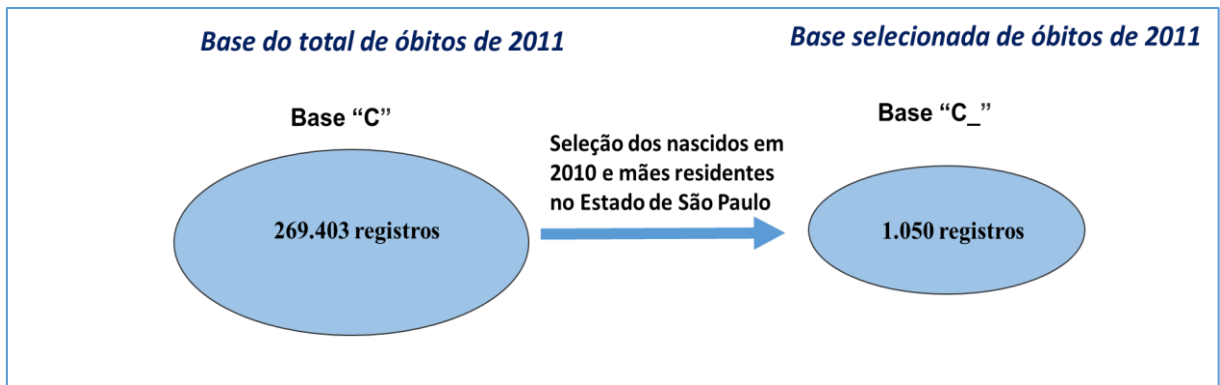 Base do total de óbitos de 2011
Base selecionada de óbitos de 2011
Base “C”
Base “C_”
Seleção dos nascidos em
2010 e mães residentes
no Estado de São Paulo
269.403 registros
1.050 registros